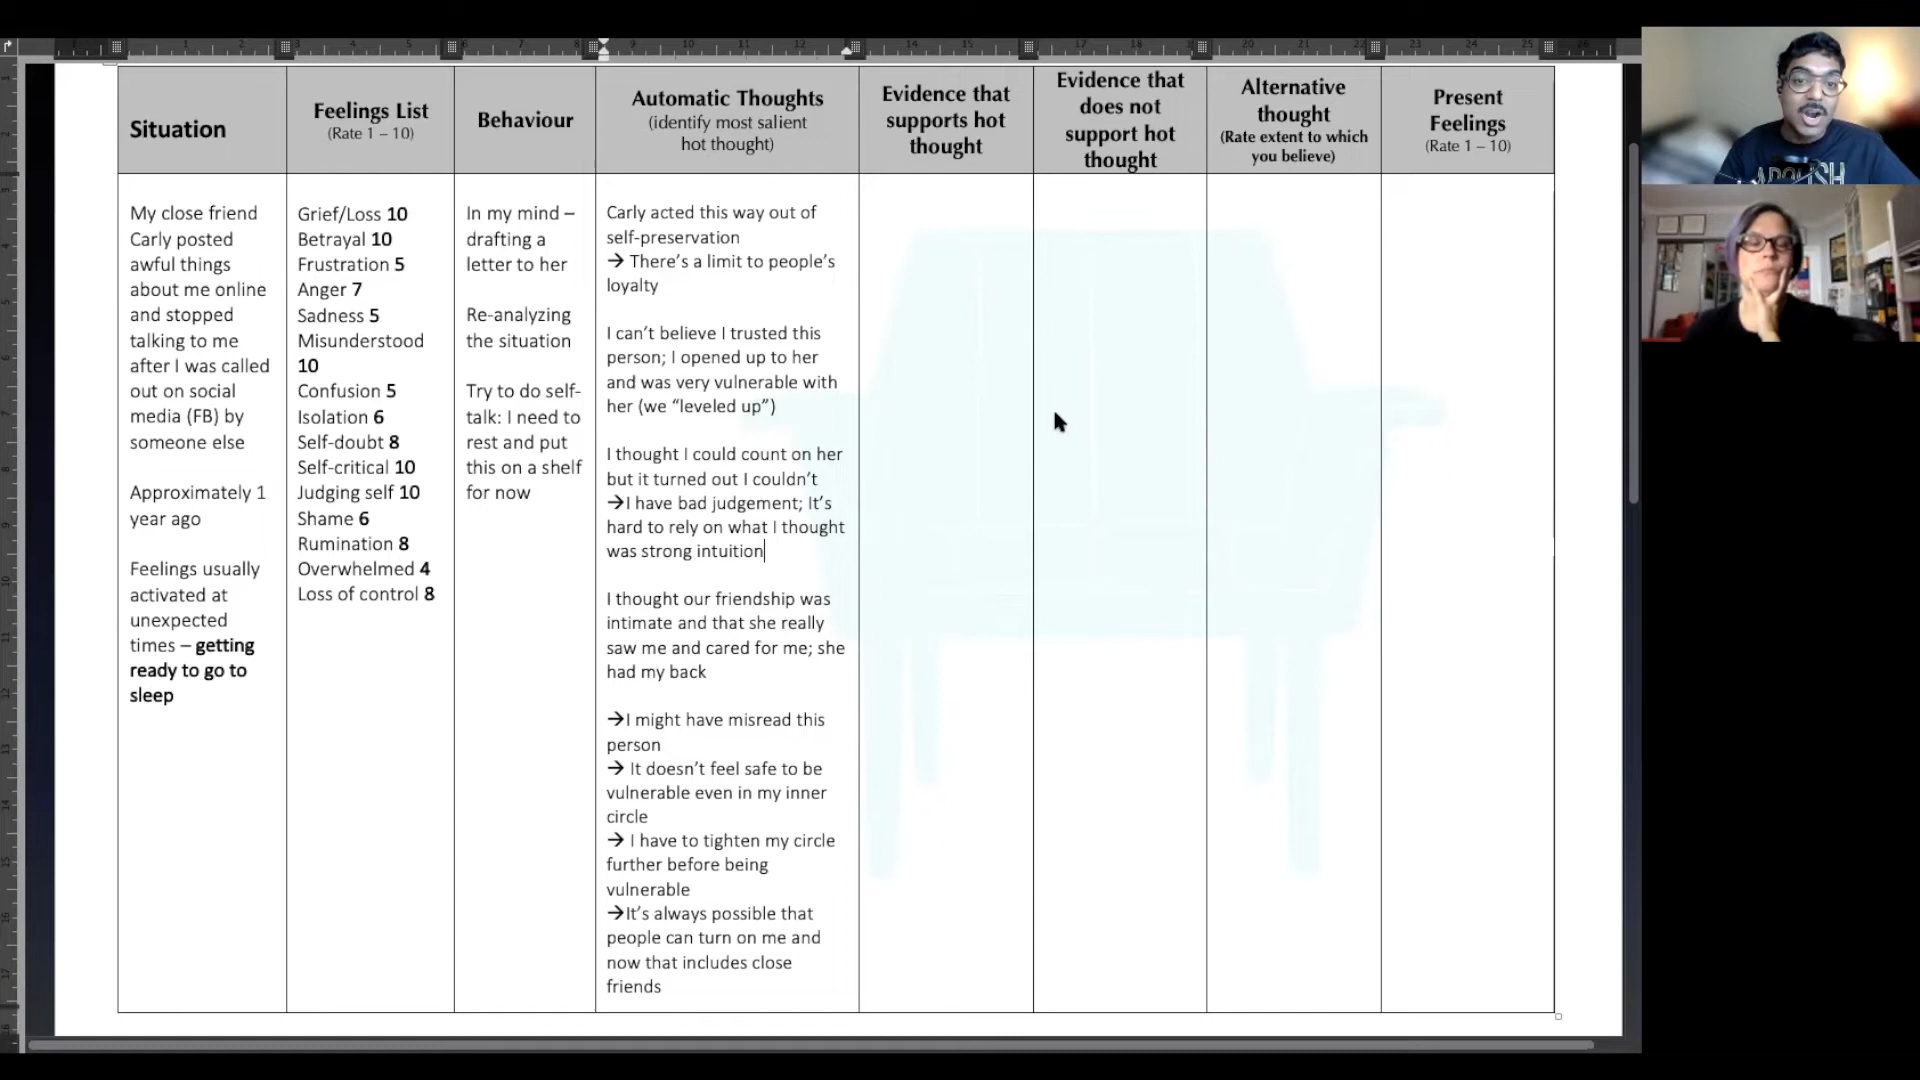 Situation
Feelings List
(Rate 1 – 10)
Behaviour
Automatic Thoughts
(identify most salient
hot thought)
Evidence that
supports hot
thought
Evidence that
does not
support hot
thought
Alternative
thought
(Rate extent to which
you believe)
Present
Feelings
(Rate 1 – 10)
My close friend
Carly posted
awful things
about me online
and stopped
talking to me
after I was called
out on social
media (FB) by
someone else
Approximately 1
year ago
Feelings usually
activated at
unexpected
times – getting
ready to go to
sleep
Grief/Loss 10
Betrayal 10
Frustration 5
Anger 7
Sadness 5
Misunderstood
10
Confusion 5
Isolation 6
Self-doubt 8
Self-critical 10
Judging self 10
Shame 6
Rumination 8
Overwhelmed 4
Loss of control 8
In my mind –
drafting a
letter to her
Re-analyzing
the situation
Try to do self-
talk: I need to
rest and put
this on a shelf
for now
Carly acted this way out of
self-preservation
→ There’s a limit to people’s
loyalty
I can’t believe I trusted this
person; I opened up to her
and was very vulnerable with
her (we “leveled up”)
I thought I could count on her
but it turned out I couldn’t
→I have bad judgement; It’s
hard to rely on what I thought
was strong intuition
I thought our friendship was
intimate and that she really
saw me and cared for me; she
had my back
→I might have misread this
person
→ It doesn’t feel safe to be
vulnerable even in my inner
circle
→ I have to tighten my circle
further before being
vulnerable
→It’s always possible that
people can turn on me and
now that includes close
friends